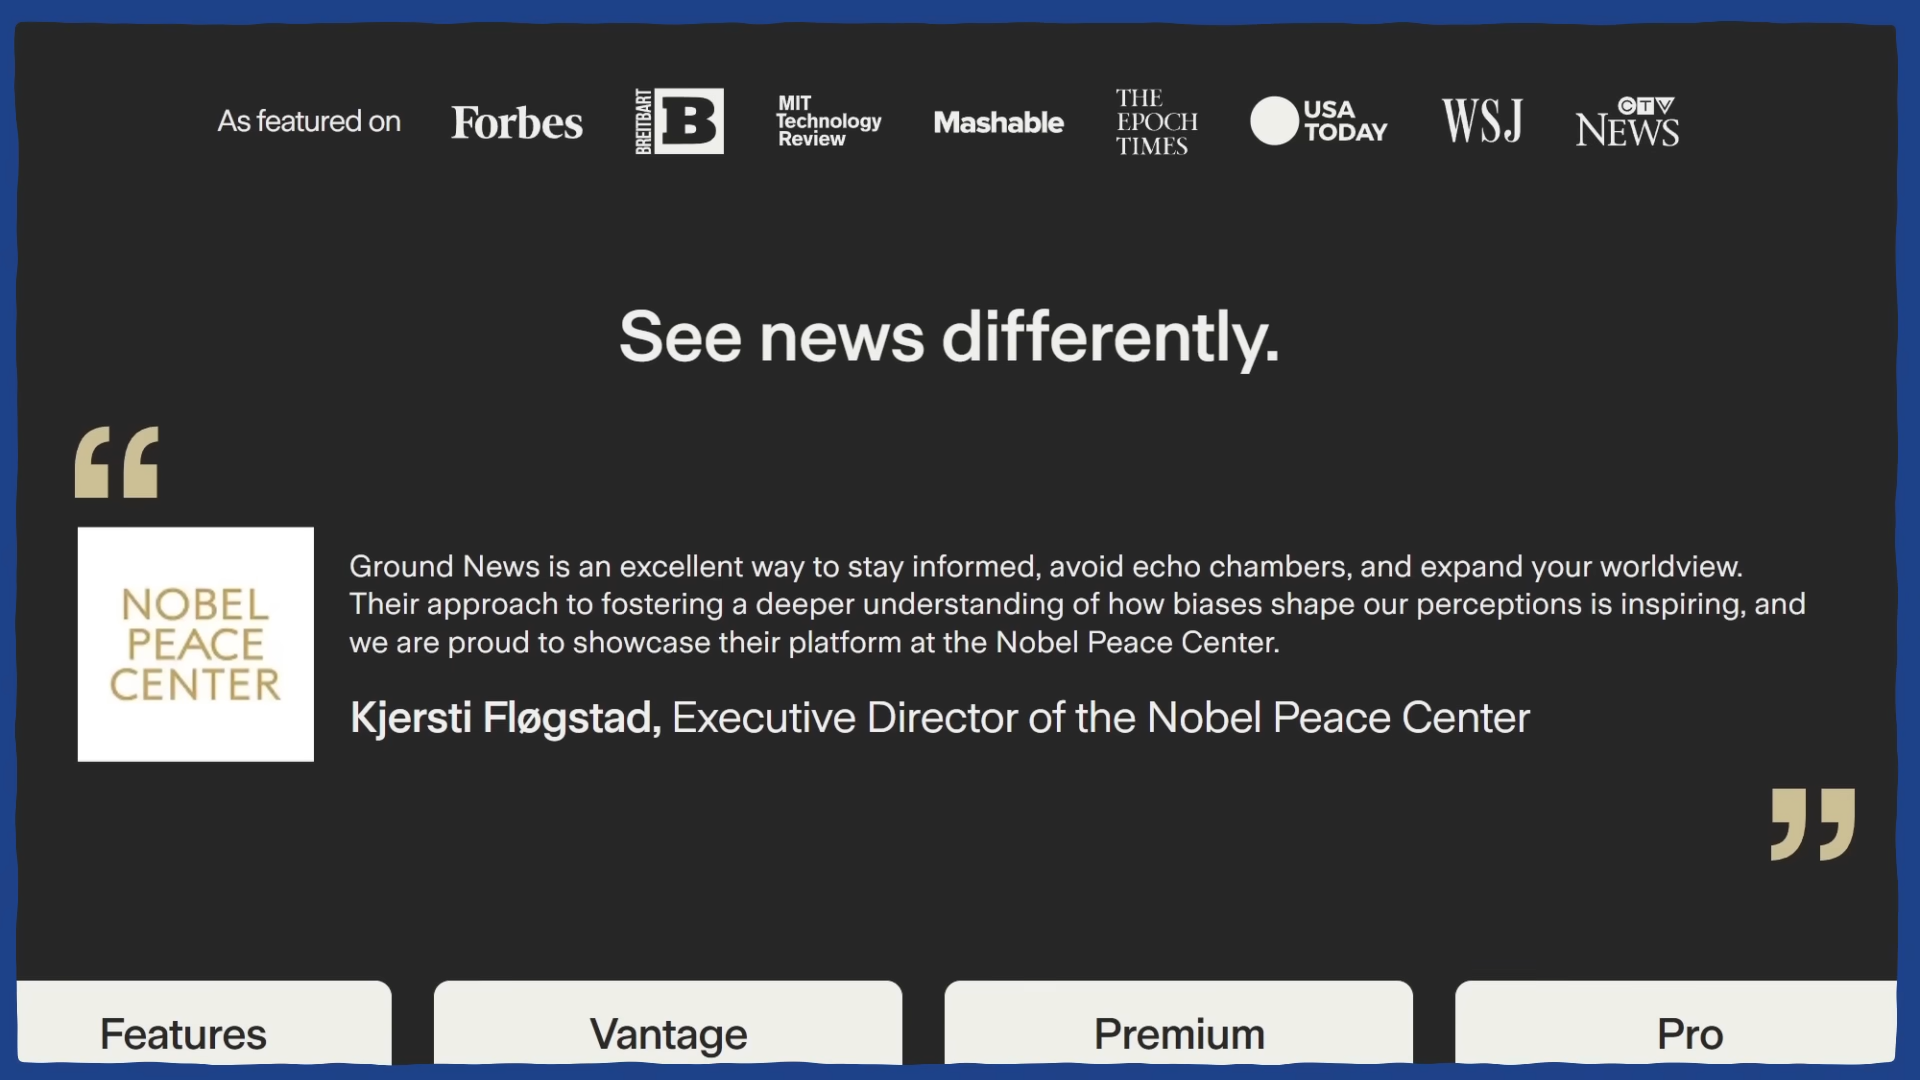 As featured on
Forbes
BREITBART
B
MIT
Technology
Review
Mashable
THE
EPOCH
TIMES
USA
TODAY
WSJ
CTV
NEWS
See news differently.
“
NOBEL
PEACE
CENTER
Ground News is an excellent way to stay informed, avoid echo chambers, and expand your worldview.
Their approach to fostering a deeper understanding of how biases shape our perceptions is inspiring, and
we are proud to showcase their platform at the Nobel Peace Center.
Kjersti Fløgstad, Executive Director of the Nobel Peace Center
”
Features
Vantage
Premium
Pro